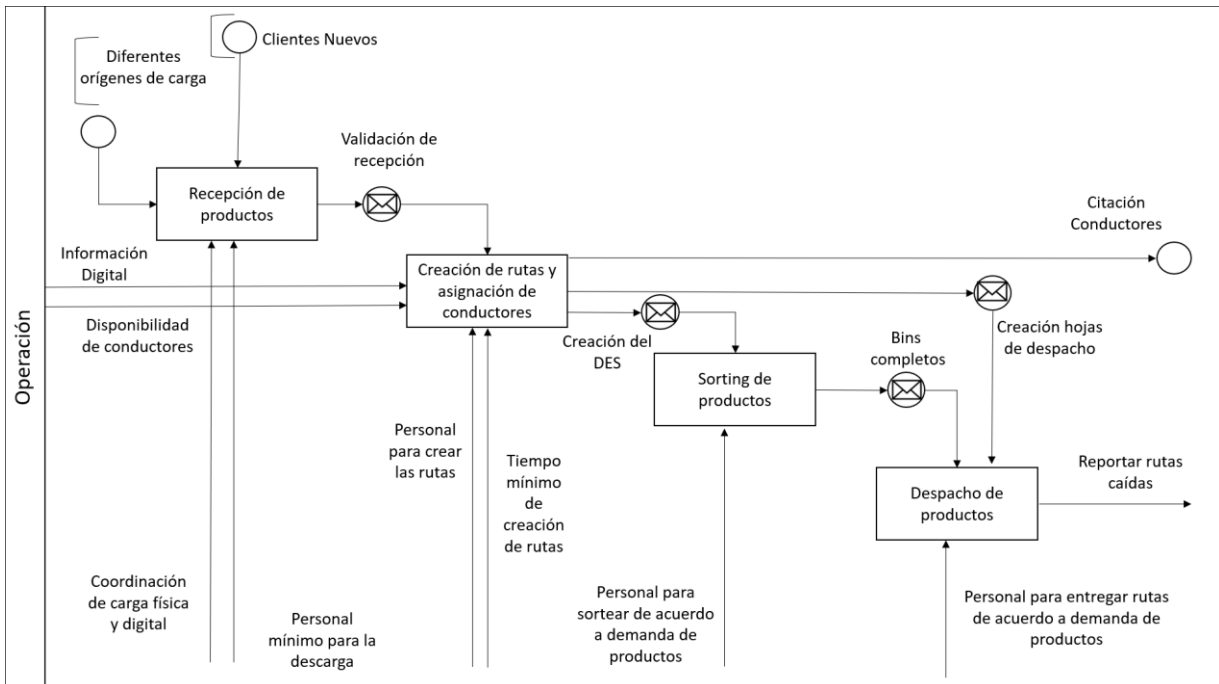 Clientes Nuevos
Diferentes
orígenes de carga
Validación de
recepción
Recepción de
productos
Citación
Conductores
Información
Digital
Creación de rutas y
asignación de
conductores
Disponibilidad
de conductores
Creación del
DES
Creación hojas
de despacho
Bins
completos
Operación
Sorting de
productos
Personal
para crear
las rutas
Tiempo
mínimo
de
creación
de rutas
Reportar rutas
caídas
Despacho de
productos
Coordinación
de carga física
y digital
Personal
mínimo para la
descarga
Personal para
sortear de acuerdo
a demanda de
productos
Personal para entregar rutas
de acuerdo a demanda de
productos